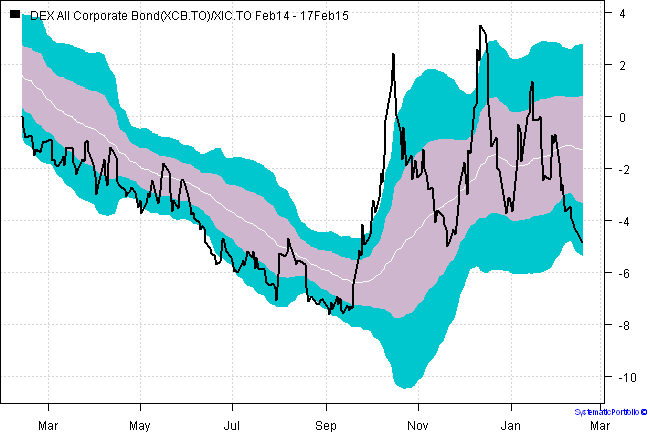 DEX All Corporate Bond(XCB.TO)/XIC.TO Feb14 - 17Feb15
4
2
0
-2
-4
-6
-8
-10
SystematicPortfolio ©
Mar May Jul Sep Nov Jan Mar